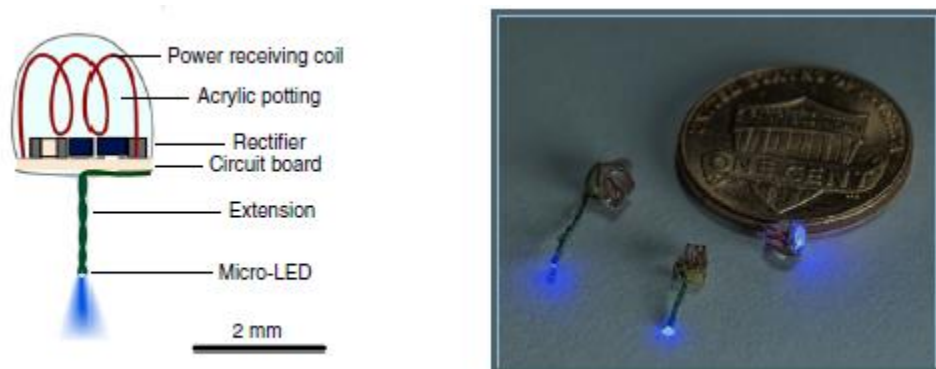 Power receiving coil
Acrylic potting
Rectifier
Circuit board
Extension
Micro-LED
2 mm
ONE CENT